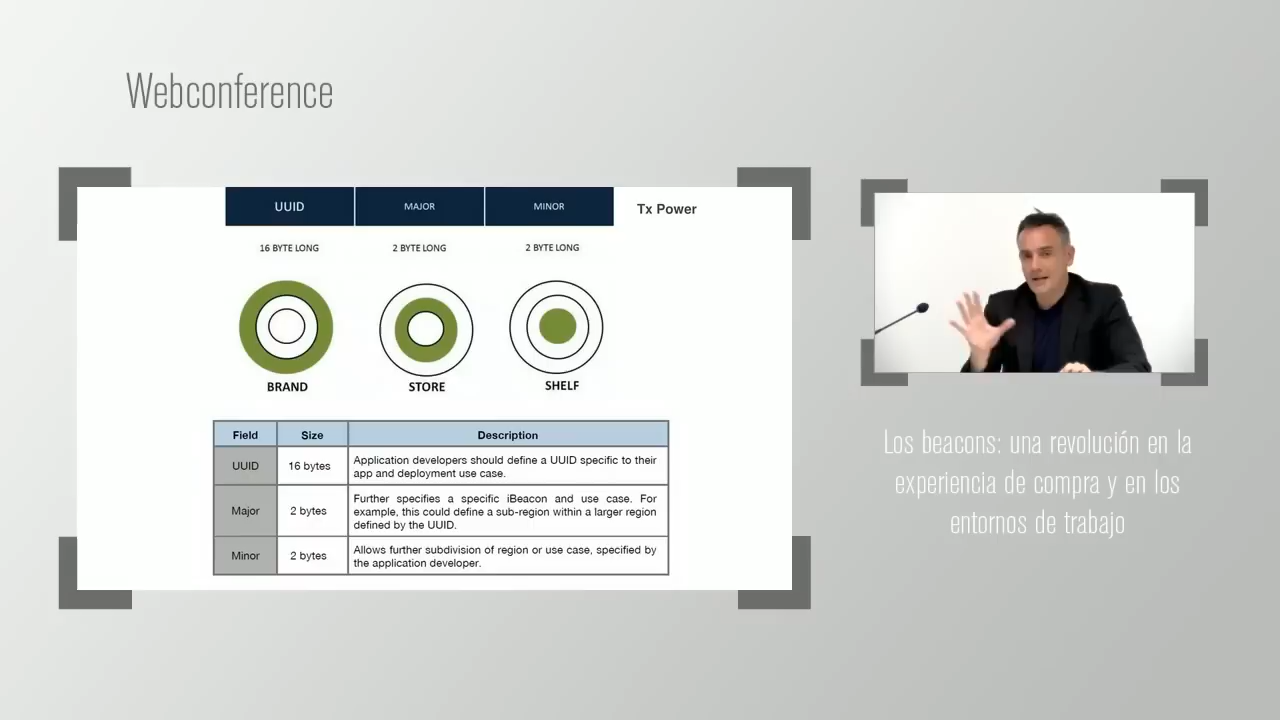 Webconference
UUID MAJOR MINOR Tx Power
16 BYTE LONG 2 BYTE LONG 2 BYTE LONG
BRAND STORE SHELF
Field Size Description
UUID 16 bytes Application developers should define a UUID specific to their
app and deployment use case.
Major 2 bytes Further specifies a specific iBeacon and use case. For
example, this could define a sub-region within a larger region
defined by the UUID.
Minor 2 bytes Allows further subdivision of region or use case, specified by
the application developer.
Los beacons: una revolución en la
experiencia de compra y en los
entornos de trabajo